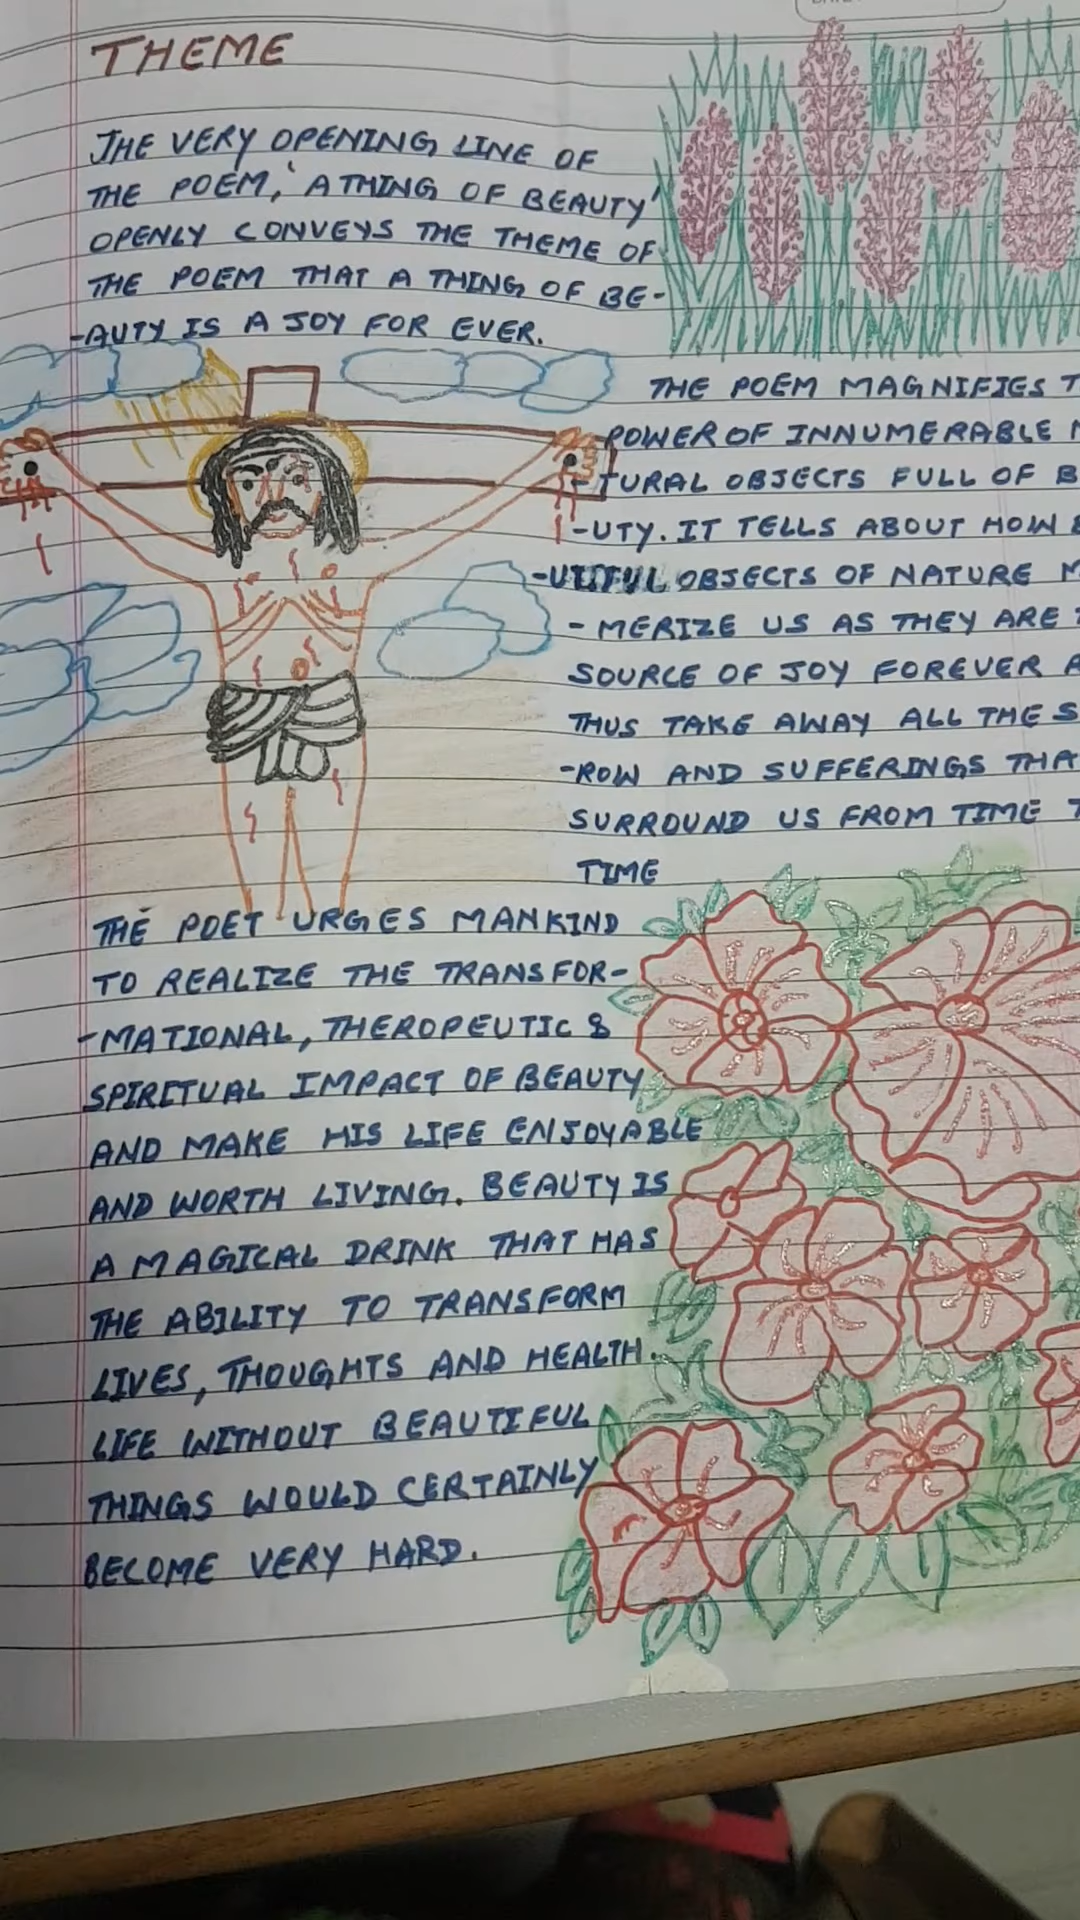 THEME
THE VERY OPENING LINE OF
THE POEM, 'A THING OF BEAUTY'
OPENLY CONVEYS THE THEME OF
THE POEM THAT A THING OF BE-
-AUTY IS A JOY FOR EVER.
THE POEM MAGNIFIES
POWER OF INNUMERABLE
-TURAL OBJECTS FULL OF
-UTY. IT TELLS ABOUT HOW
-UTIFUL OBJECTS OF NATURE
-MERIZE US AS THEY ARE
SOURCE OF JOY FOREVER
THUS TAKE AWAY ALL THE
-ROW AND SUFFERINGS
SURROUND US FROM TIME
TIME
THE POET URGES MANKIND
TO REALIZE THE TRANSFOR-
-MATIONAL, THEROPEUTIC &
SPIRITUAL IMPACT OF BEAUTY
AND MAKE HIS LIFE ENJOYABLE
AND WORTH LIVING. BEAUTY IS
A MAGICAL DRINK THAT HAS
THE ABILITY TO TRANSFORM
LIVES, THOUGHTS AND HEALTH.
LIFE WITHOUT BEAUTIFUL
THINGS WOULD CERTAINLY
BECOME VERY HARD.